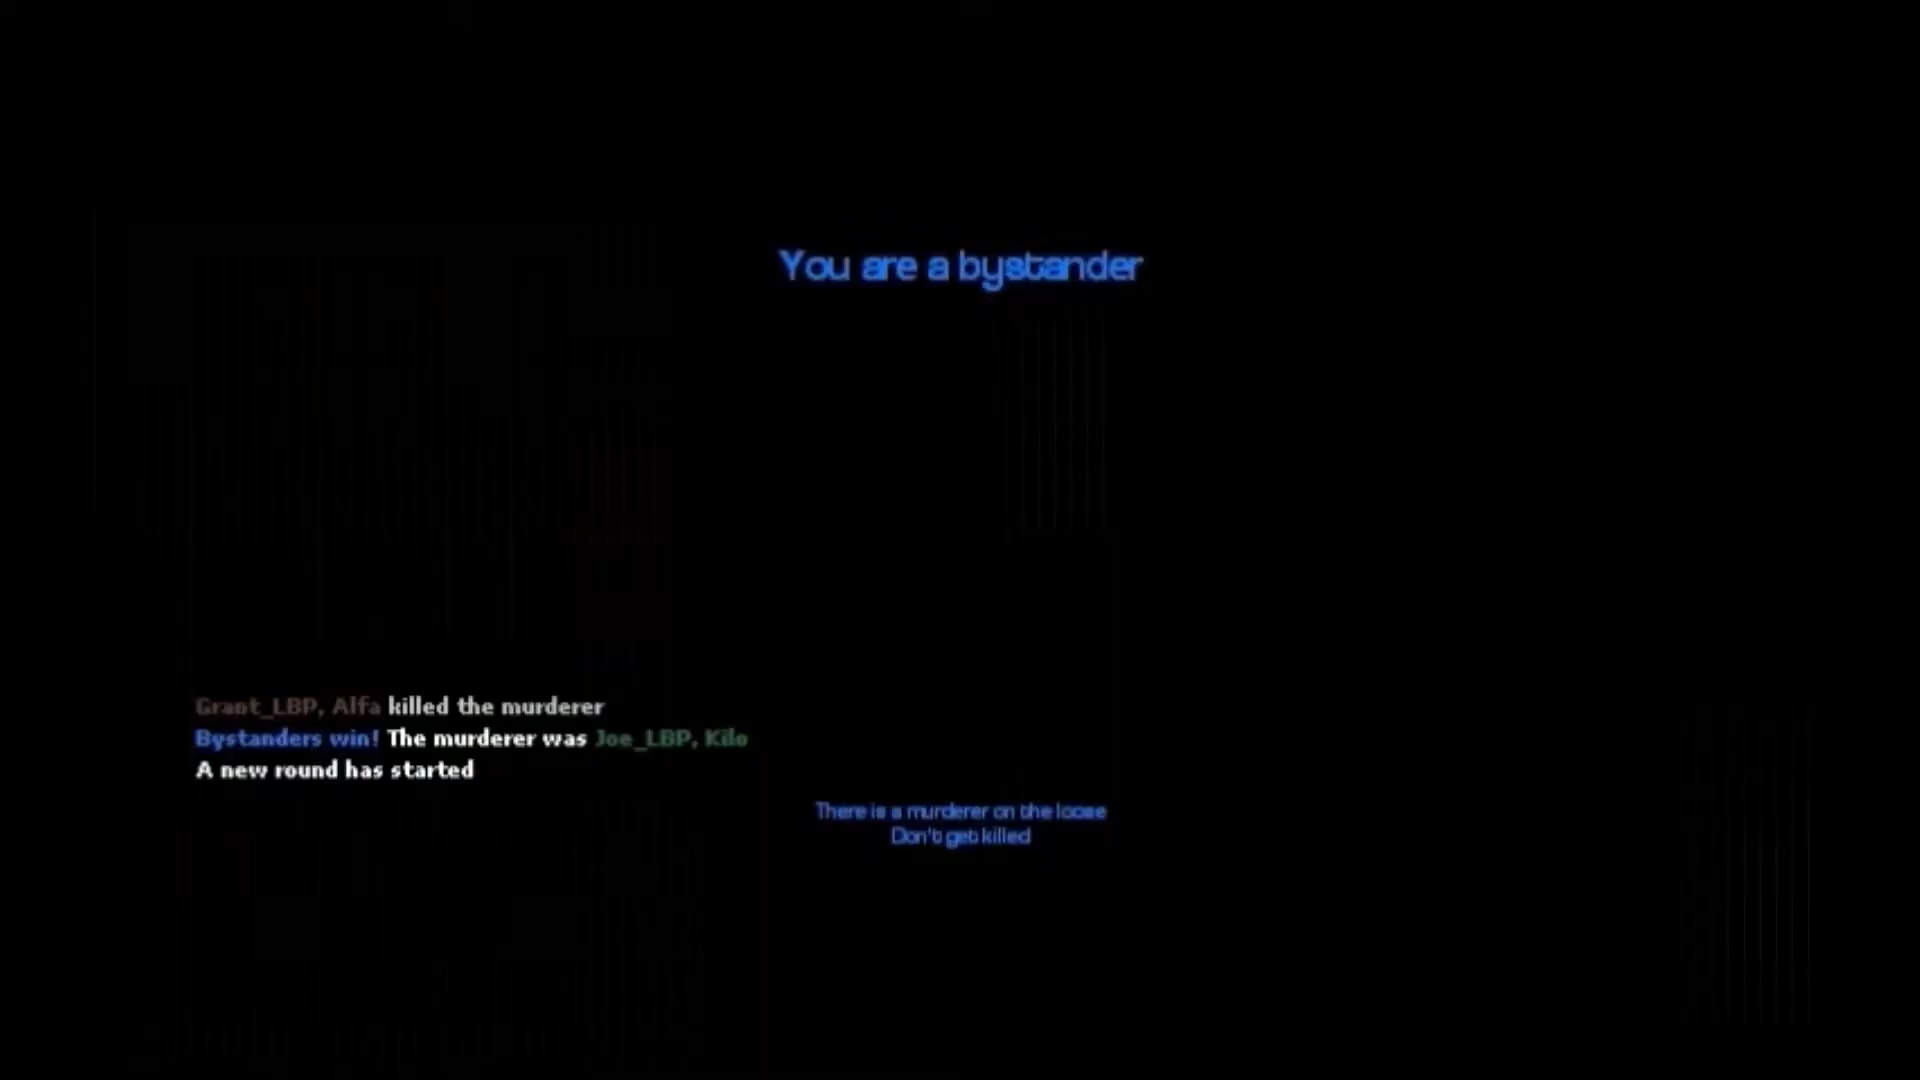 You are a bystander
Grant_LBP, Alfa killed the murderer
Bystanders win! The murderer was Joe_LBP, Kilo
A new round has started
There is a murderer on the loose
Don't get killed